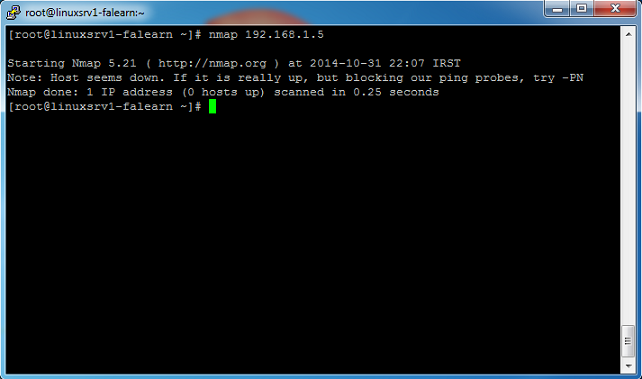 root@linuxsrv1-falearn:~
[root@linuxsrv1-falearn ~]# nmap 192.168.1.5
Starting Nmap 5.21 ( http://nmap.org ) at 2014-10-31 22:07 IRST
Note: Host seems down. If it is really up, but blocking our ping probes, try -PN
Nmap done: 1 IP address (0 hosts up) scanned in 0.25 seconds
[root@linuxsrv1-falearn ~]#